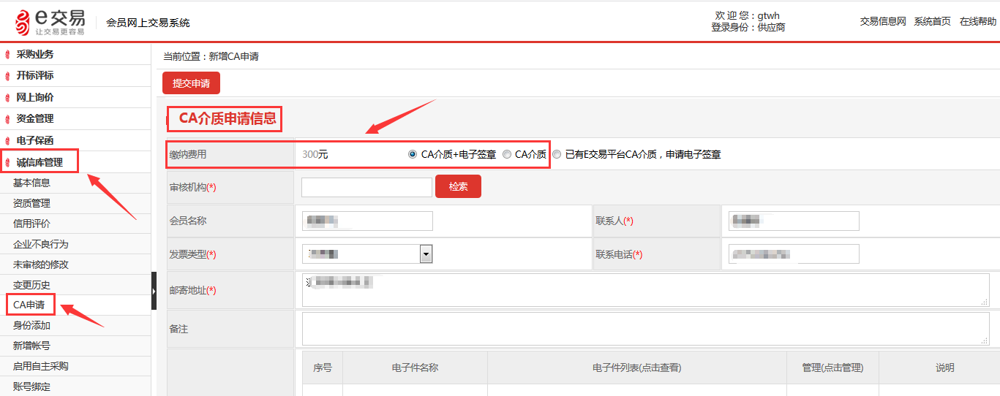 e交易
让交易更容易
会员网上交易系统
欢 迎 您：gtwh
登录身份：供应商
交易信息网 系统首页 在线帮助
采购业务
开标评标
网上询价
资金管理
电子保函
诚信库管理
基本信息
资质管理
信用评价
企业不良行为
未审核的修改
变更历史
CA申请
身份添加
新增帐号
启用自主采购
账号绑定
当前位置：新增CA申请
提交申请
CA介质申请信息
缴纳费用 300元 CA介质+电子签章 CA介质 已有E交易平台CA介质，申请电子签章
审核机构(*) 检索
会员名称 联系人(*)
发票类型(*) 联系电话(*)
邮寄地址(*)
备注
序号 电子件名称 电子件列表(点击查看) 管理(点击管理) 说明